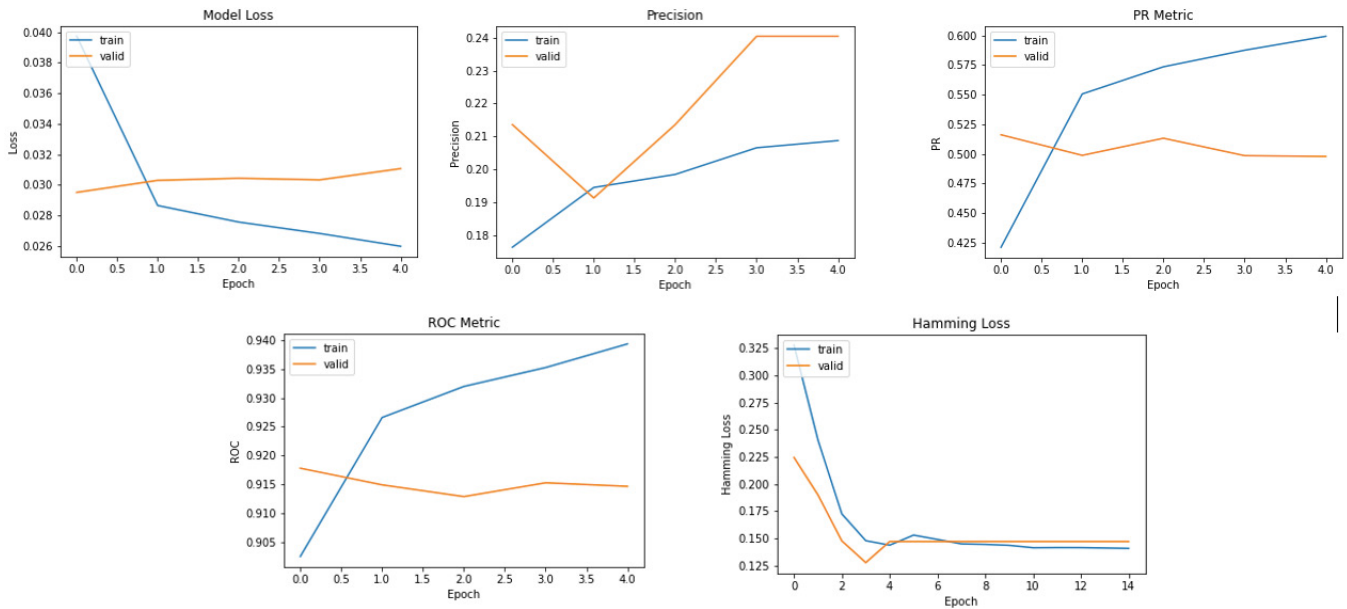 Model Loss
train
valid
0.040
0.038
0.036
0.034
0.032
0.030
0.028
0.026
Loss
0.0 0.5 1.0 1.5 2.0 2.5 3.0 3.5 4.0
Epoch
Precision
train
valid
0.24
0.23
0.22
0.21
0.20
0.19
0.18
Precision
0.0 0.5 1.0 1.5 2.0 2.5 3.0 3.5 4.0
Epoch
PR Metric
train
valid
0.600
0.575
0.550
0.525
0.500
0.475
0.450
0.425
PR
0.0 0.5 1.0 1.5 2.0 2.5 3.0 3.5 4.0
Epoch
ROC Metric
train
valid
0.940
0.935
0.930
0.925
0.920
0.915
0.910
0.905
ROC
0.0 0.5 1.0 1.5 2.0 2.5 3.0 3.5 4.0
Epoch
Hamming Loss
train
valid
0.325
0.300
0.275
0.250
0.225
0.200
0.175
0.150
0.125
Hamming Loss
0 2 4 6 8 10 12 14
Epoch